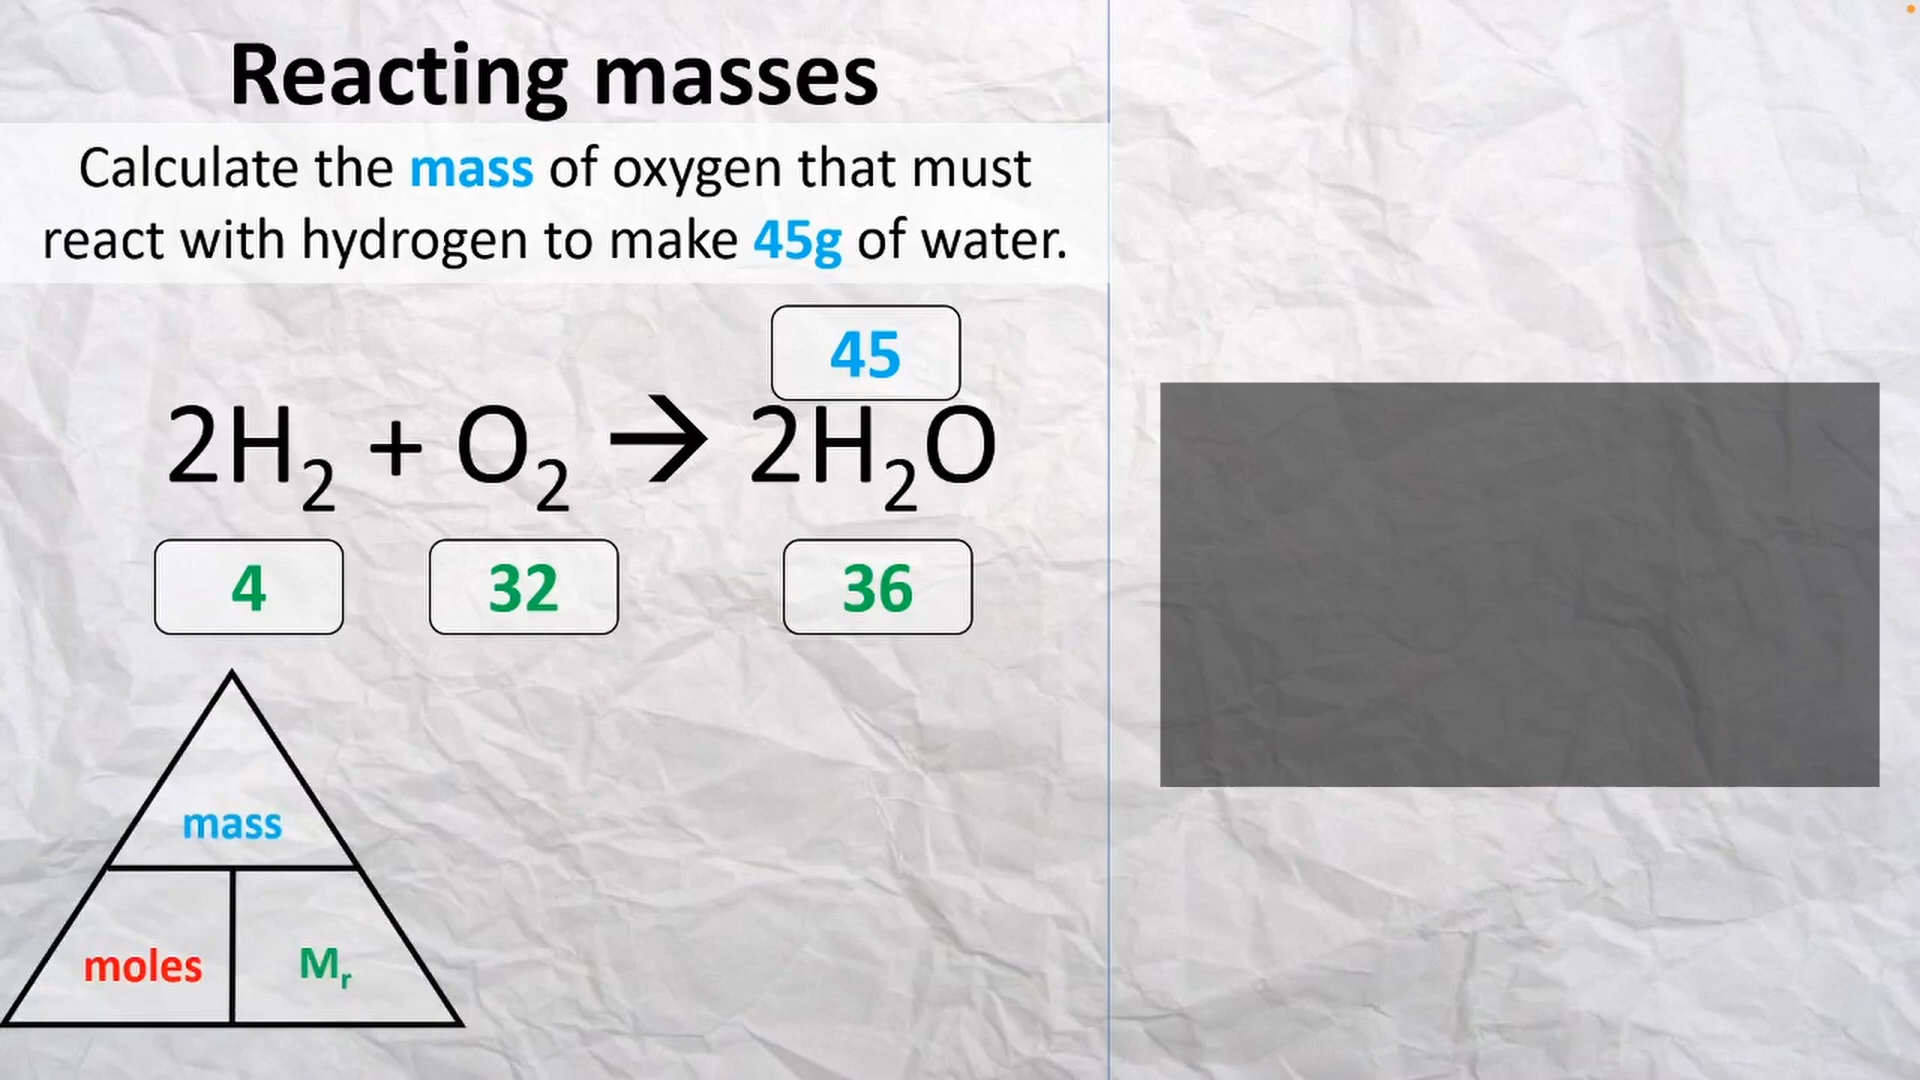 Reacting masses
Calculate the mass of oxygen that must
react with hydrogen to make 45g of water.
45
2H₂ + O₂ → 2H₂O
4 32 36
mass
moles Mᵣ